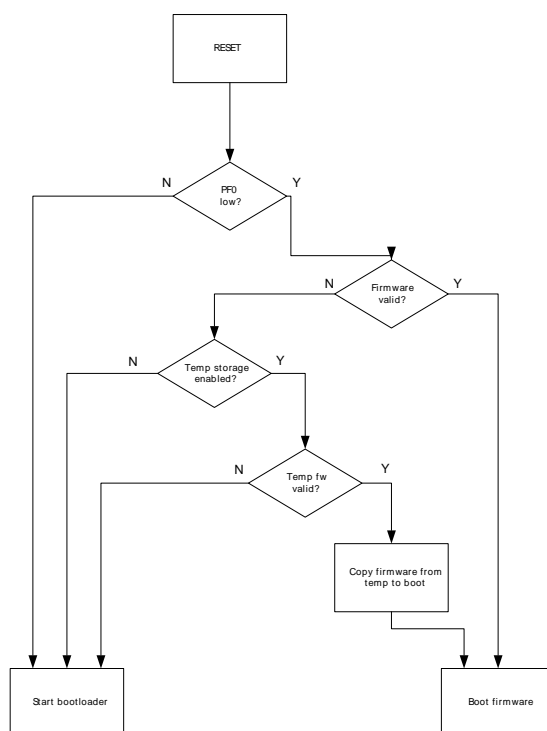 RESET
N
Y
PF0
low?
N
Firmware
valid?
Y
N
Temp storage
enabled?
Y
N
Temp fw
valid?
Y
Copy firmware from
temp to boot
Start bootloader
Boot firmware